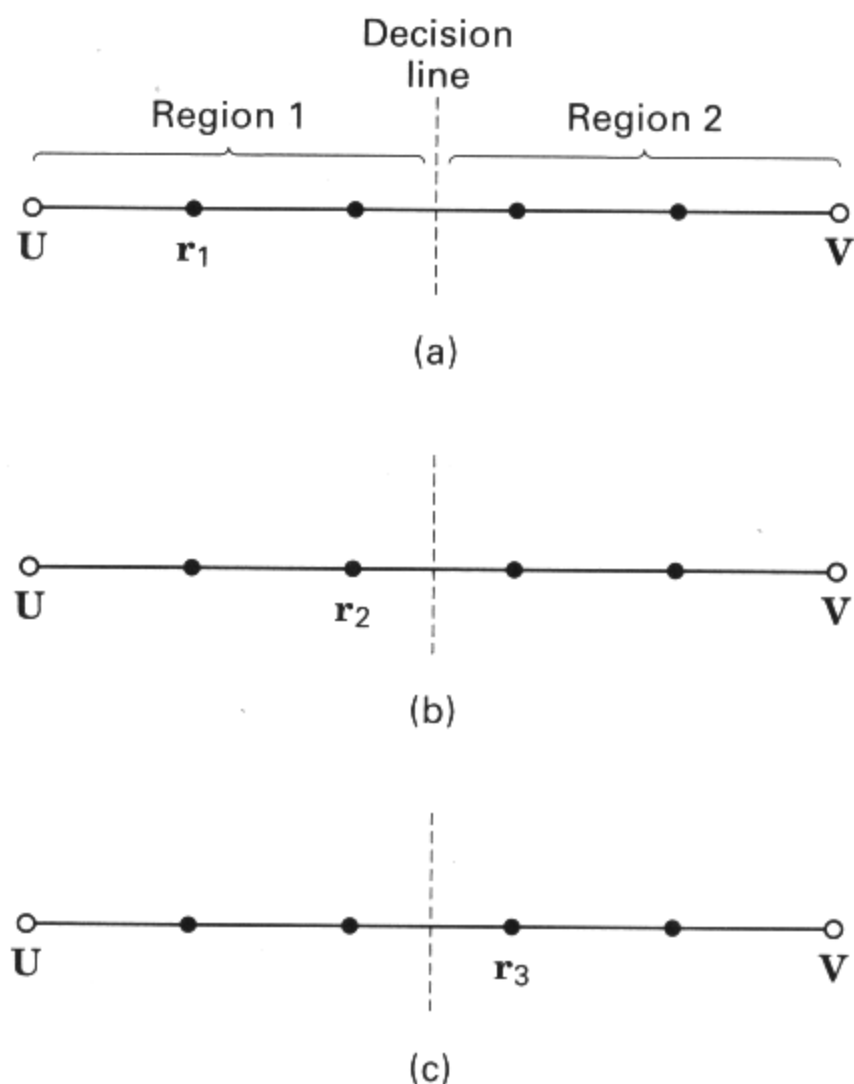 Decision
line
Region 1 Region 2
U r₁ V
(a)
U r₂ V
(b)
U r₃ V
(c)